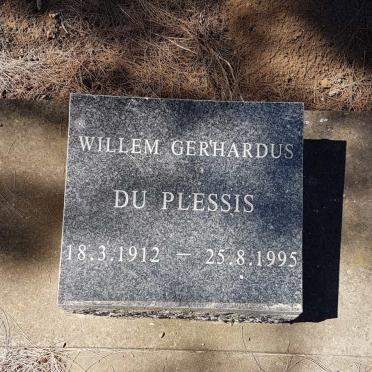 WILLEM GERHARDUS
DU PLESSIS
18.3.1912 — 25.8.1995